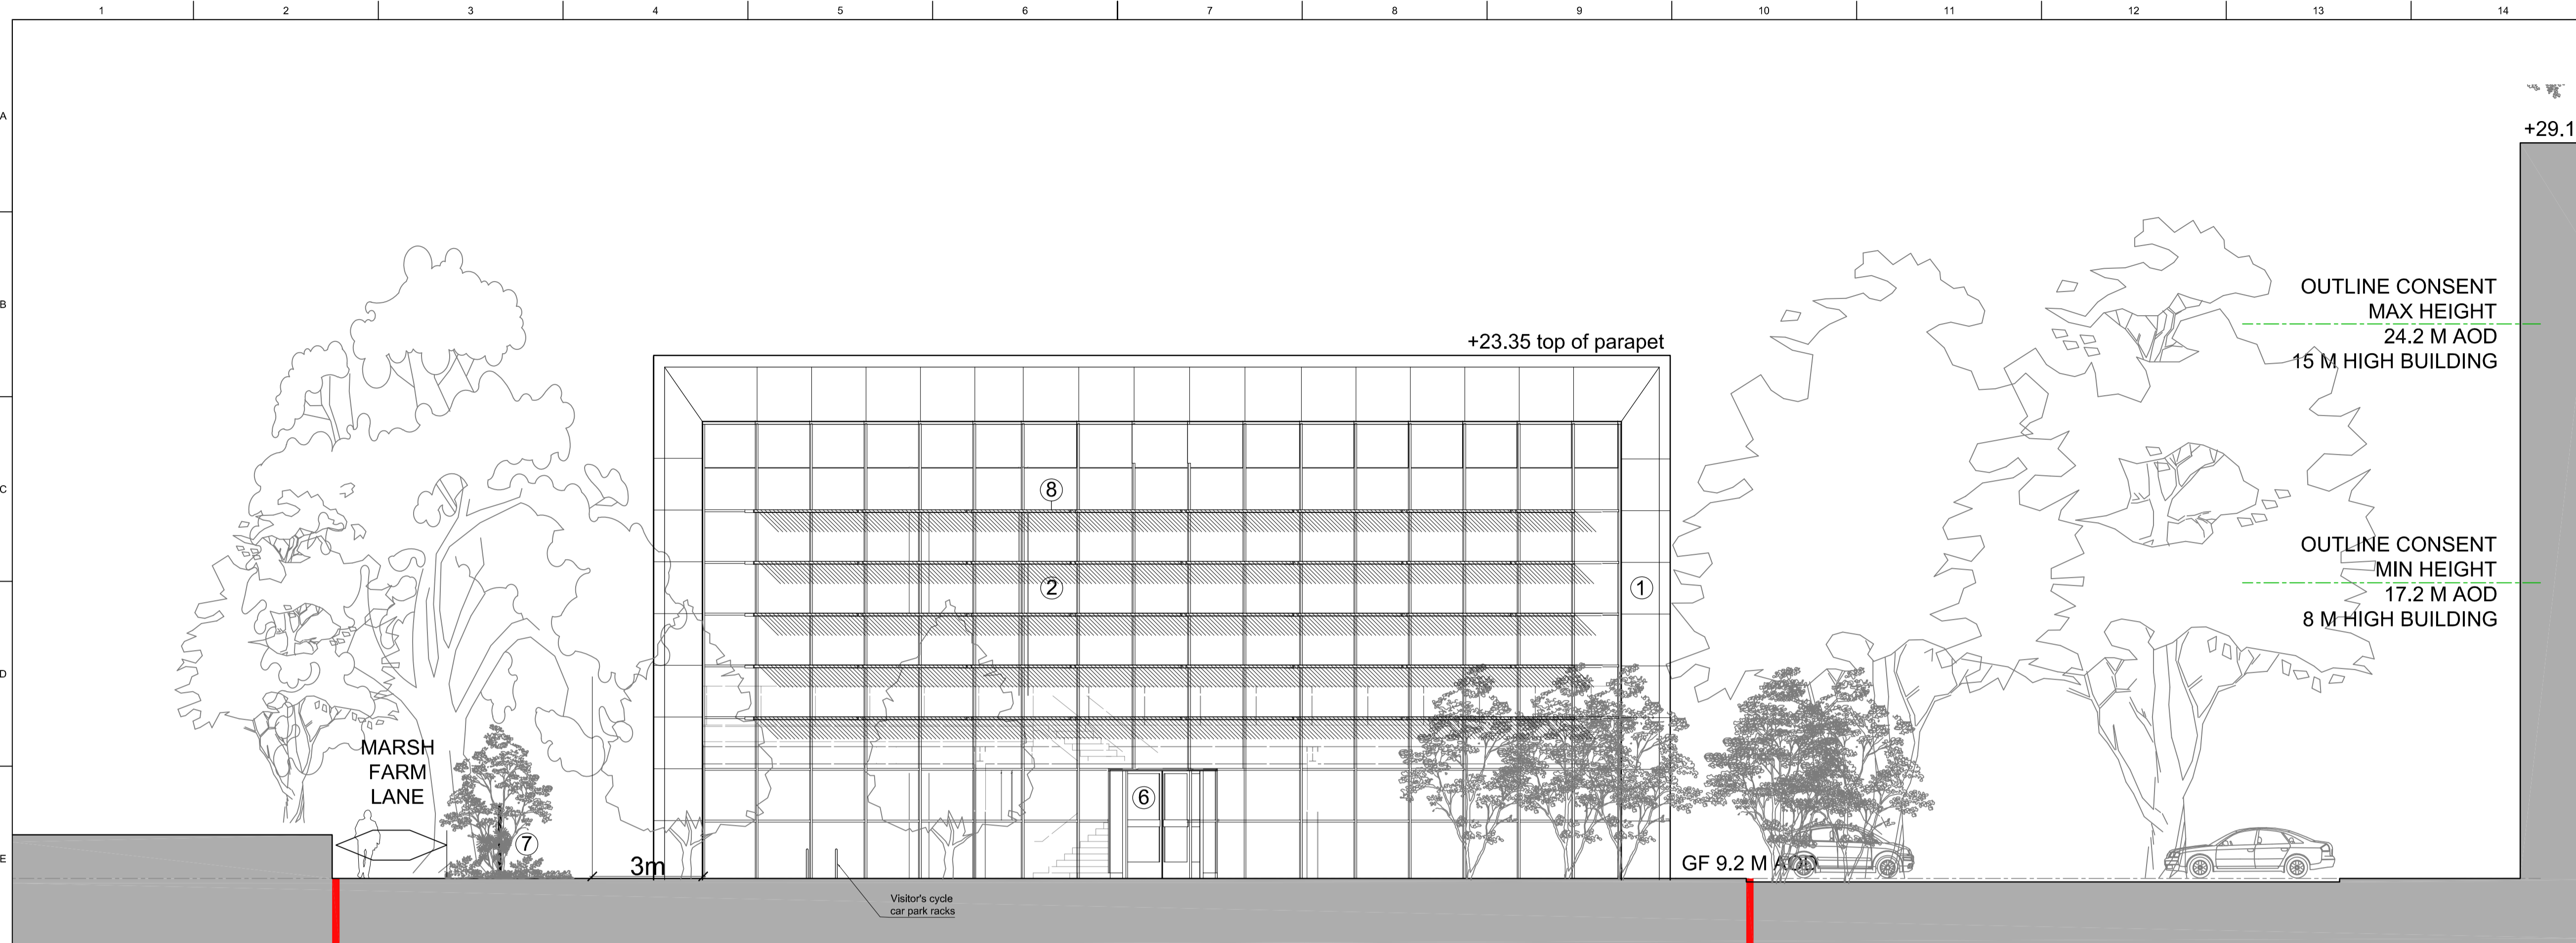 1 2 3 4 5 6 7 8 9 10 11 12 13 14
A
+29.1
B
OUTLINE CONSENT
MAX HEIGHT
24.2 M AOD
15 M HIGH BUILDING
+23.35 top of parapet
C
8
OUTLINE CONSENT
MIN HEIGHT
17.2 M AOD
8 M HIGH BUILDING
2
1
D
MARSH
FARM
LANE
6
7
E
3m
GF 9.2 M AOD
Visitor's cycle
car park racks